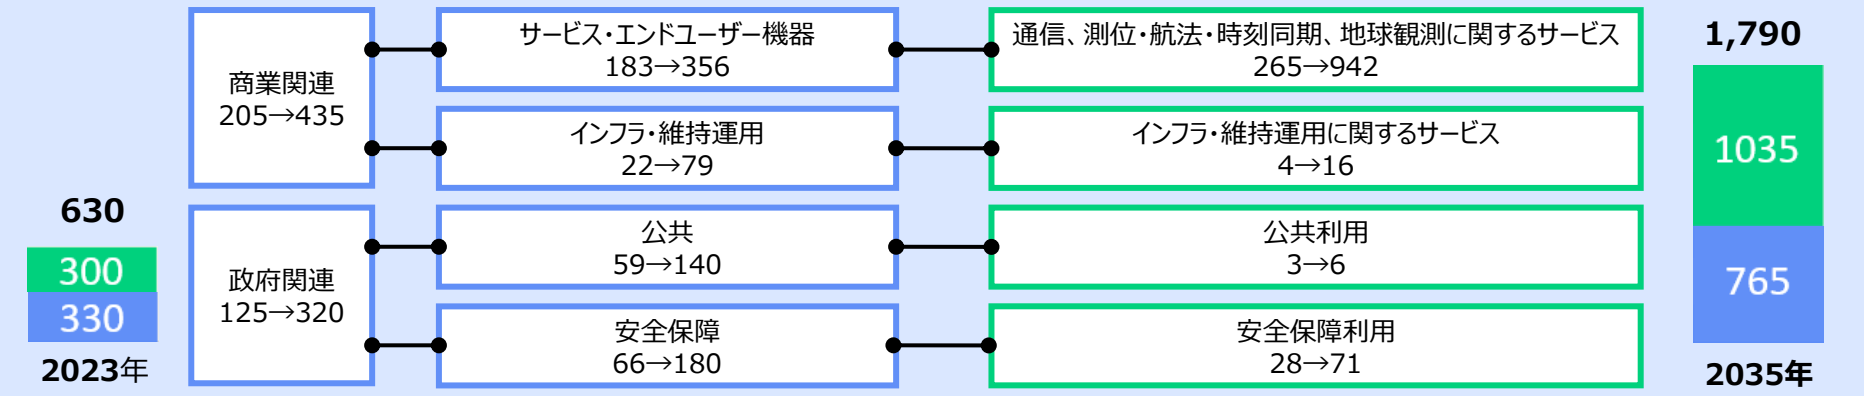 630
300
330
2023年
商業関連
205→435
政府関連
125→320
サービス・エンドユーザー機器
183→356
インフラ・維持運用
22→79
公共
59→140
安全保障
66→180
通信、測位・航法・時刻同期、地球観測に関するサービス
265→942
インフラ・維持運用に関するサービス
4→16
公共利用
3→6
安全保障利用
28→71
1,790
1035
765
2035年